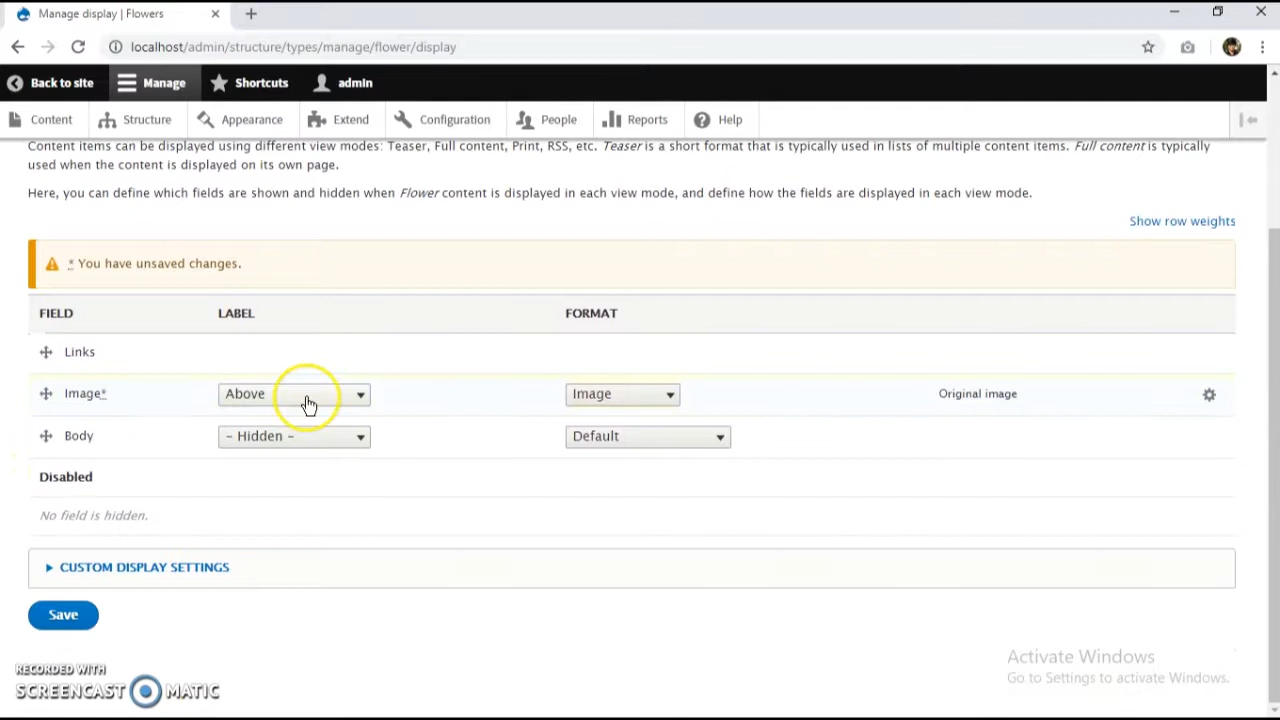 Manage display | Flowers
localhost/admin/structure/types/manage/flower/display
Back to site Manage Shortcuts admin
Content Structure Appearance Extend Configuration People Reports Help
Content items can be displayed using different view modes: Teaser, Full content, Print, RSS, etc. Teaser is a short format that is typically used in lists of multiple content items. Full content is typically
used when the content is displayed on its own page.
Here, you can define which fields are shown and hidden when Flower content is displayed in each view mode, and define how the fields are displayed in each view mode.
Show row weights
* You have unsaved changes.
FIELD LABEL FORMAT
Links
Image* Above Image Original image
Body - Hidden - Default
Disabled
No field is hidden.
CUSTOM DISPLAY SETTINGS
Save
Activate Windows
Go to Settings to activate Windows.
RECORDED WITH
SCREENCAST MATIC